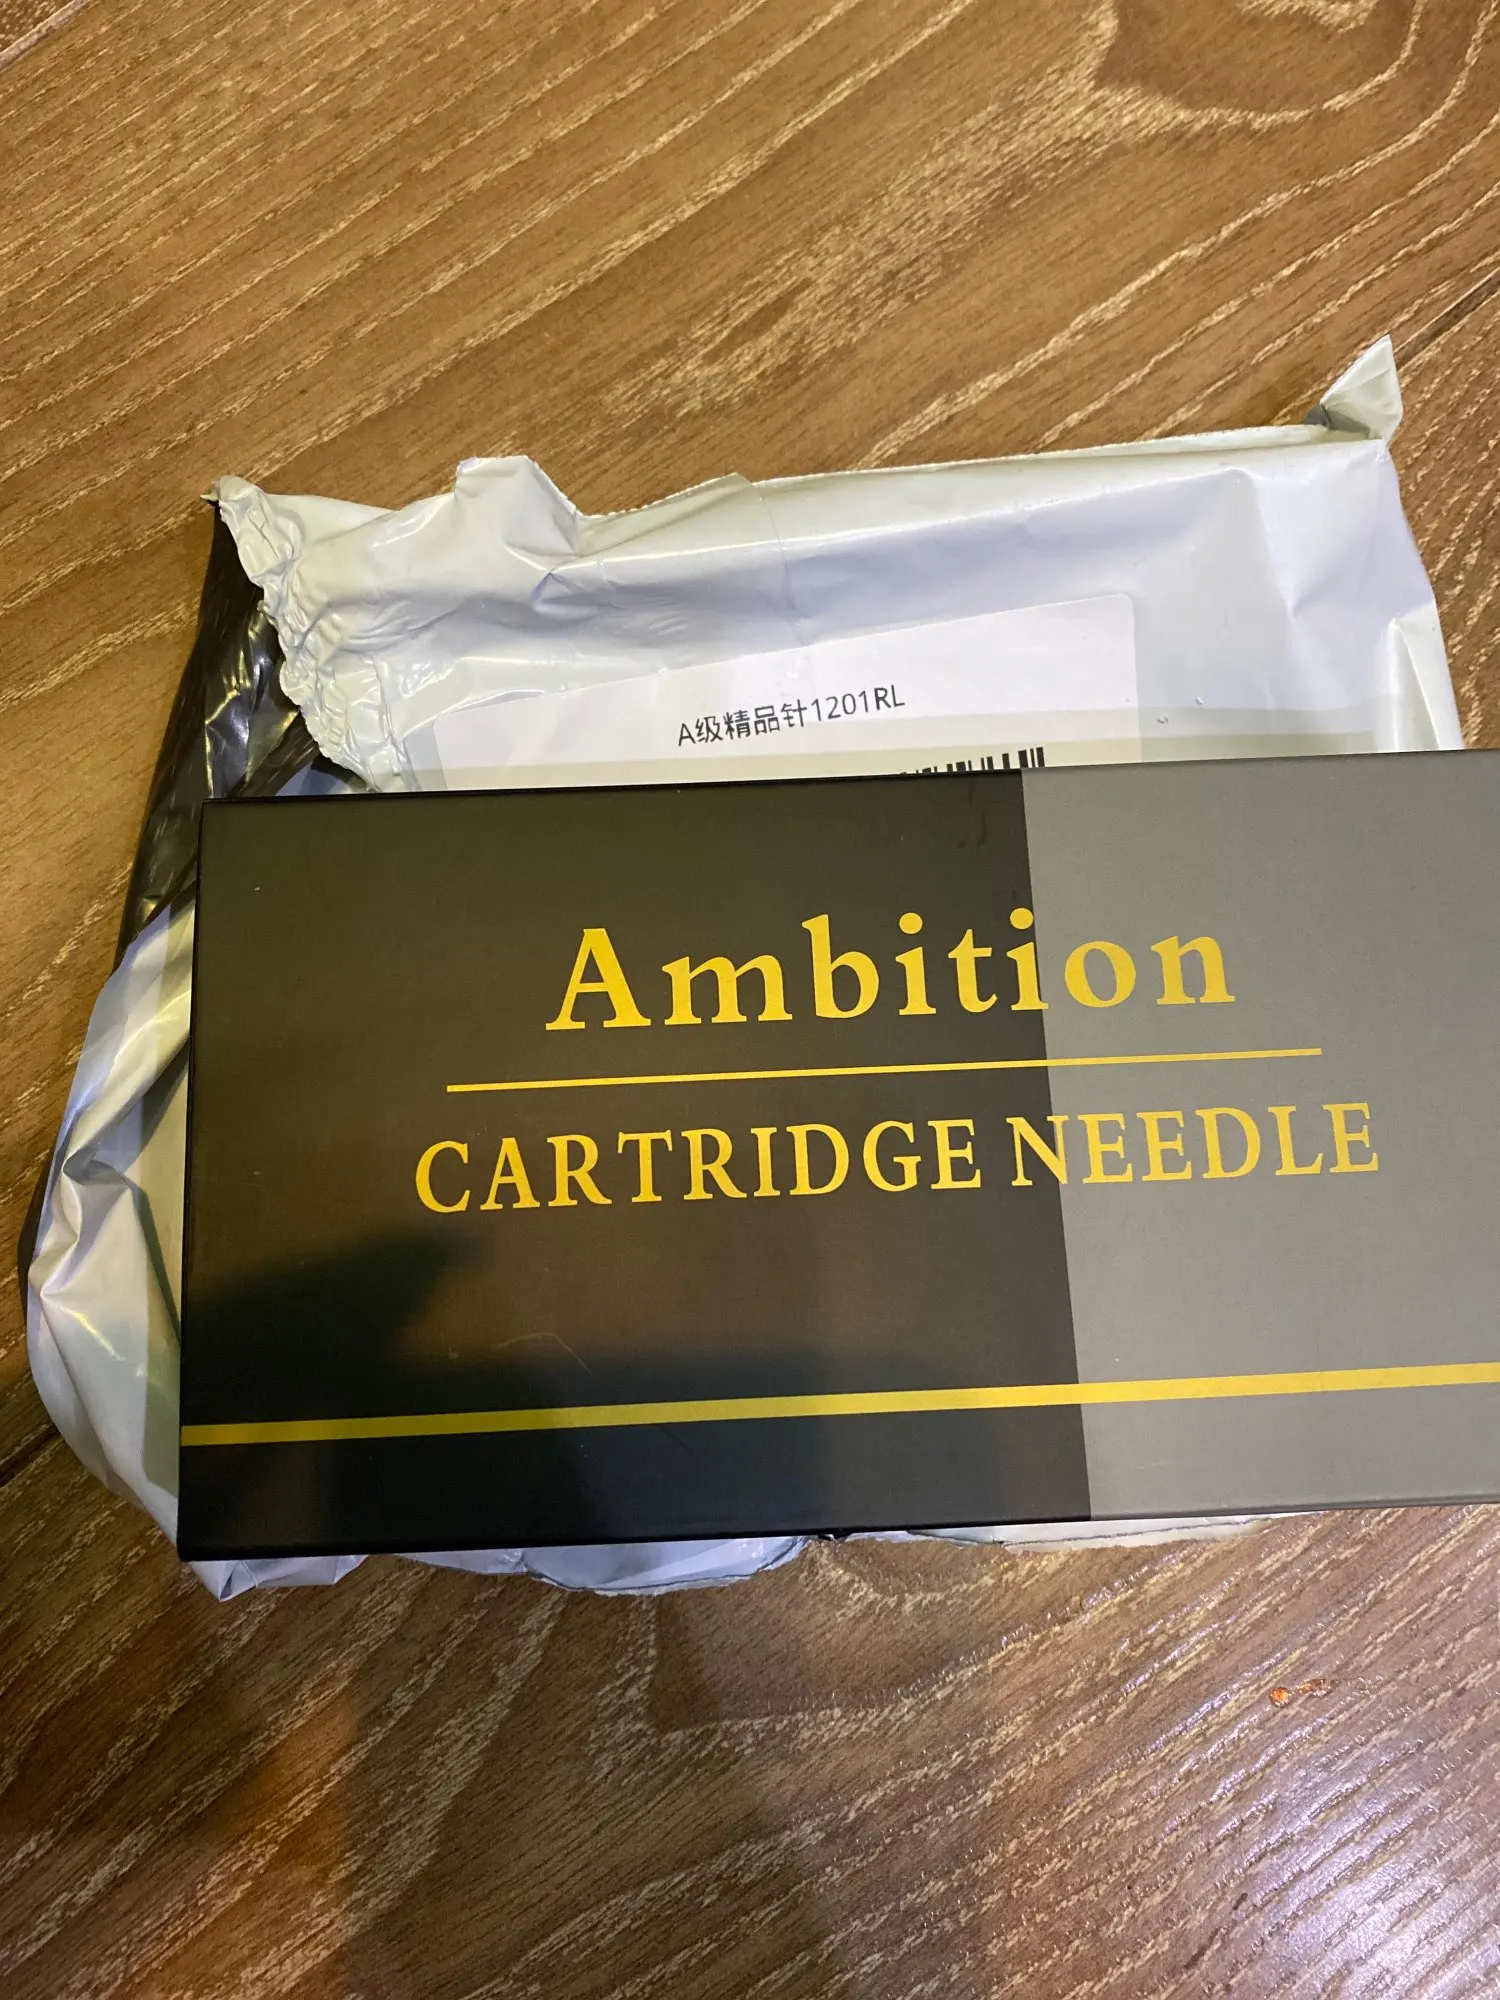 A级精品针1201RL
Ambition
CARTRIDGE NEEDLE